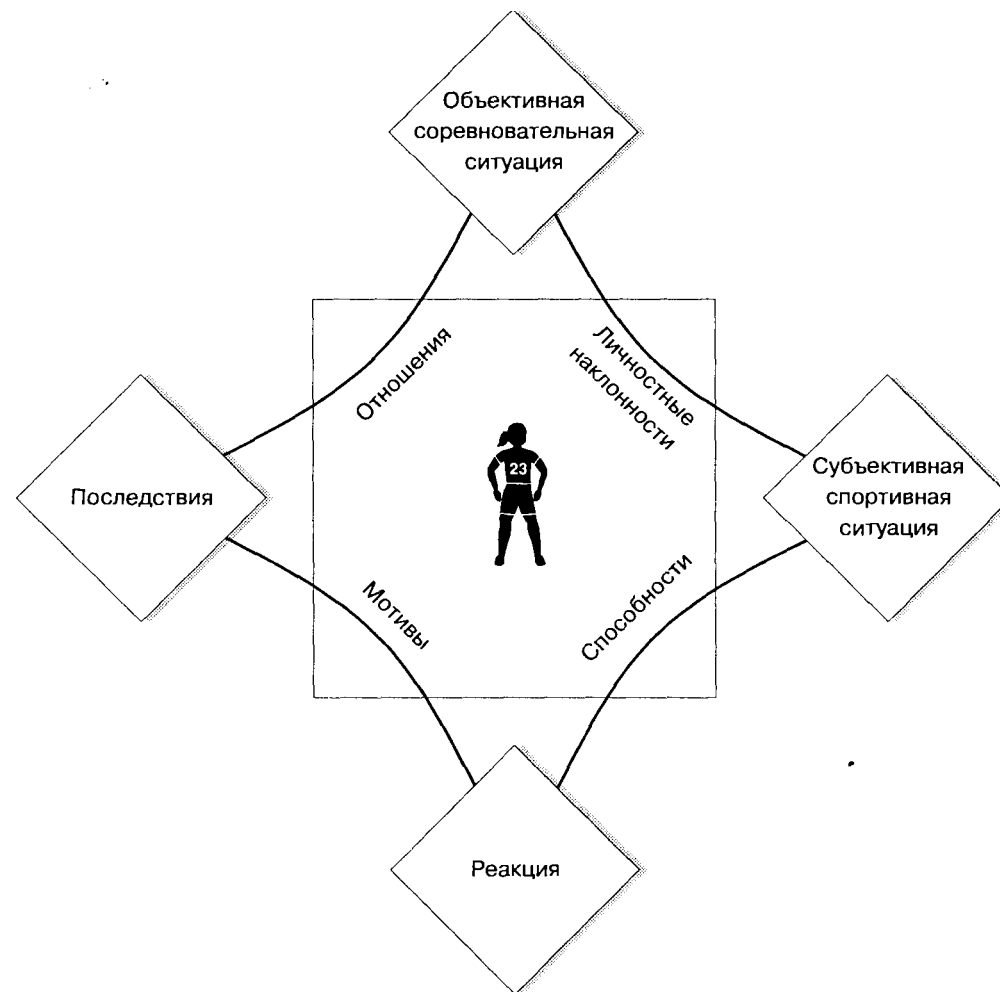 Объективная
соревновательная
ситуация
Отношения
Личностные
наклонности
Последствия
23
Субъективная
спортивная
ситуация
Мотивы
Способности
Реакция